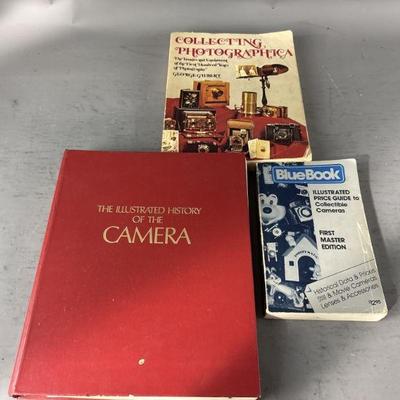 COLLECTING
PHOTOGRAPHICA
The Images and Equipment
of the First Hundred Years
of Photography
GEORGE GILBERT
THE ILLUSTRATED HISTORY
OF THE
CAMERA
BlueBook
ILLUSTRATED
PRICE GUIDE to
Collectible
Cameras
FIRST
MASTER
EDITION
Historical Data & Prices
Still & Movie Cameras,
Lenses & Accessories